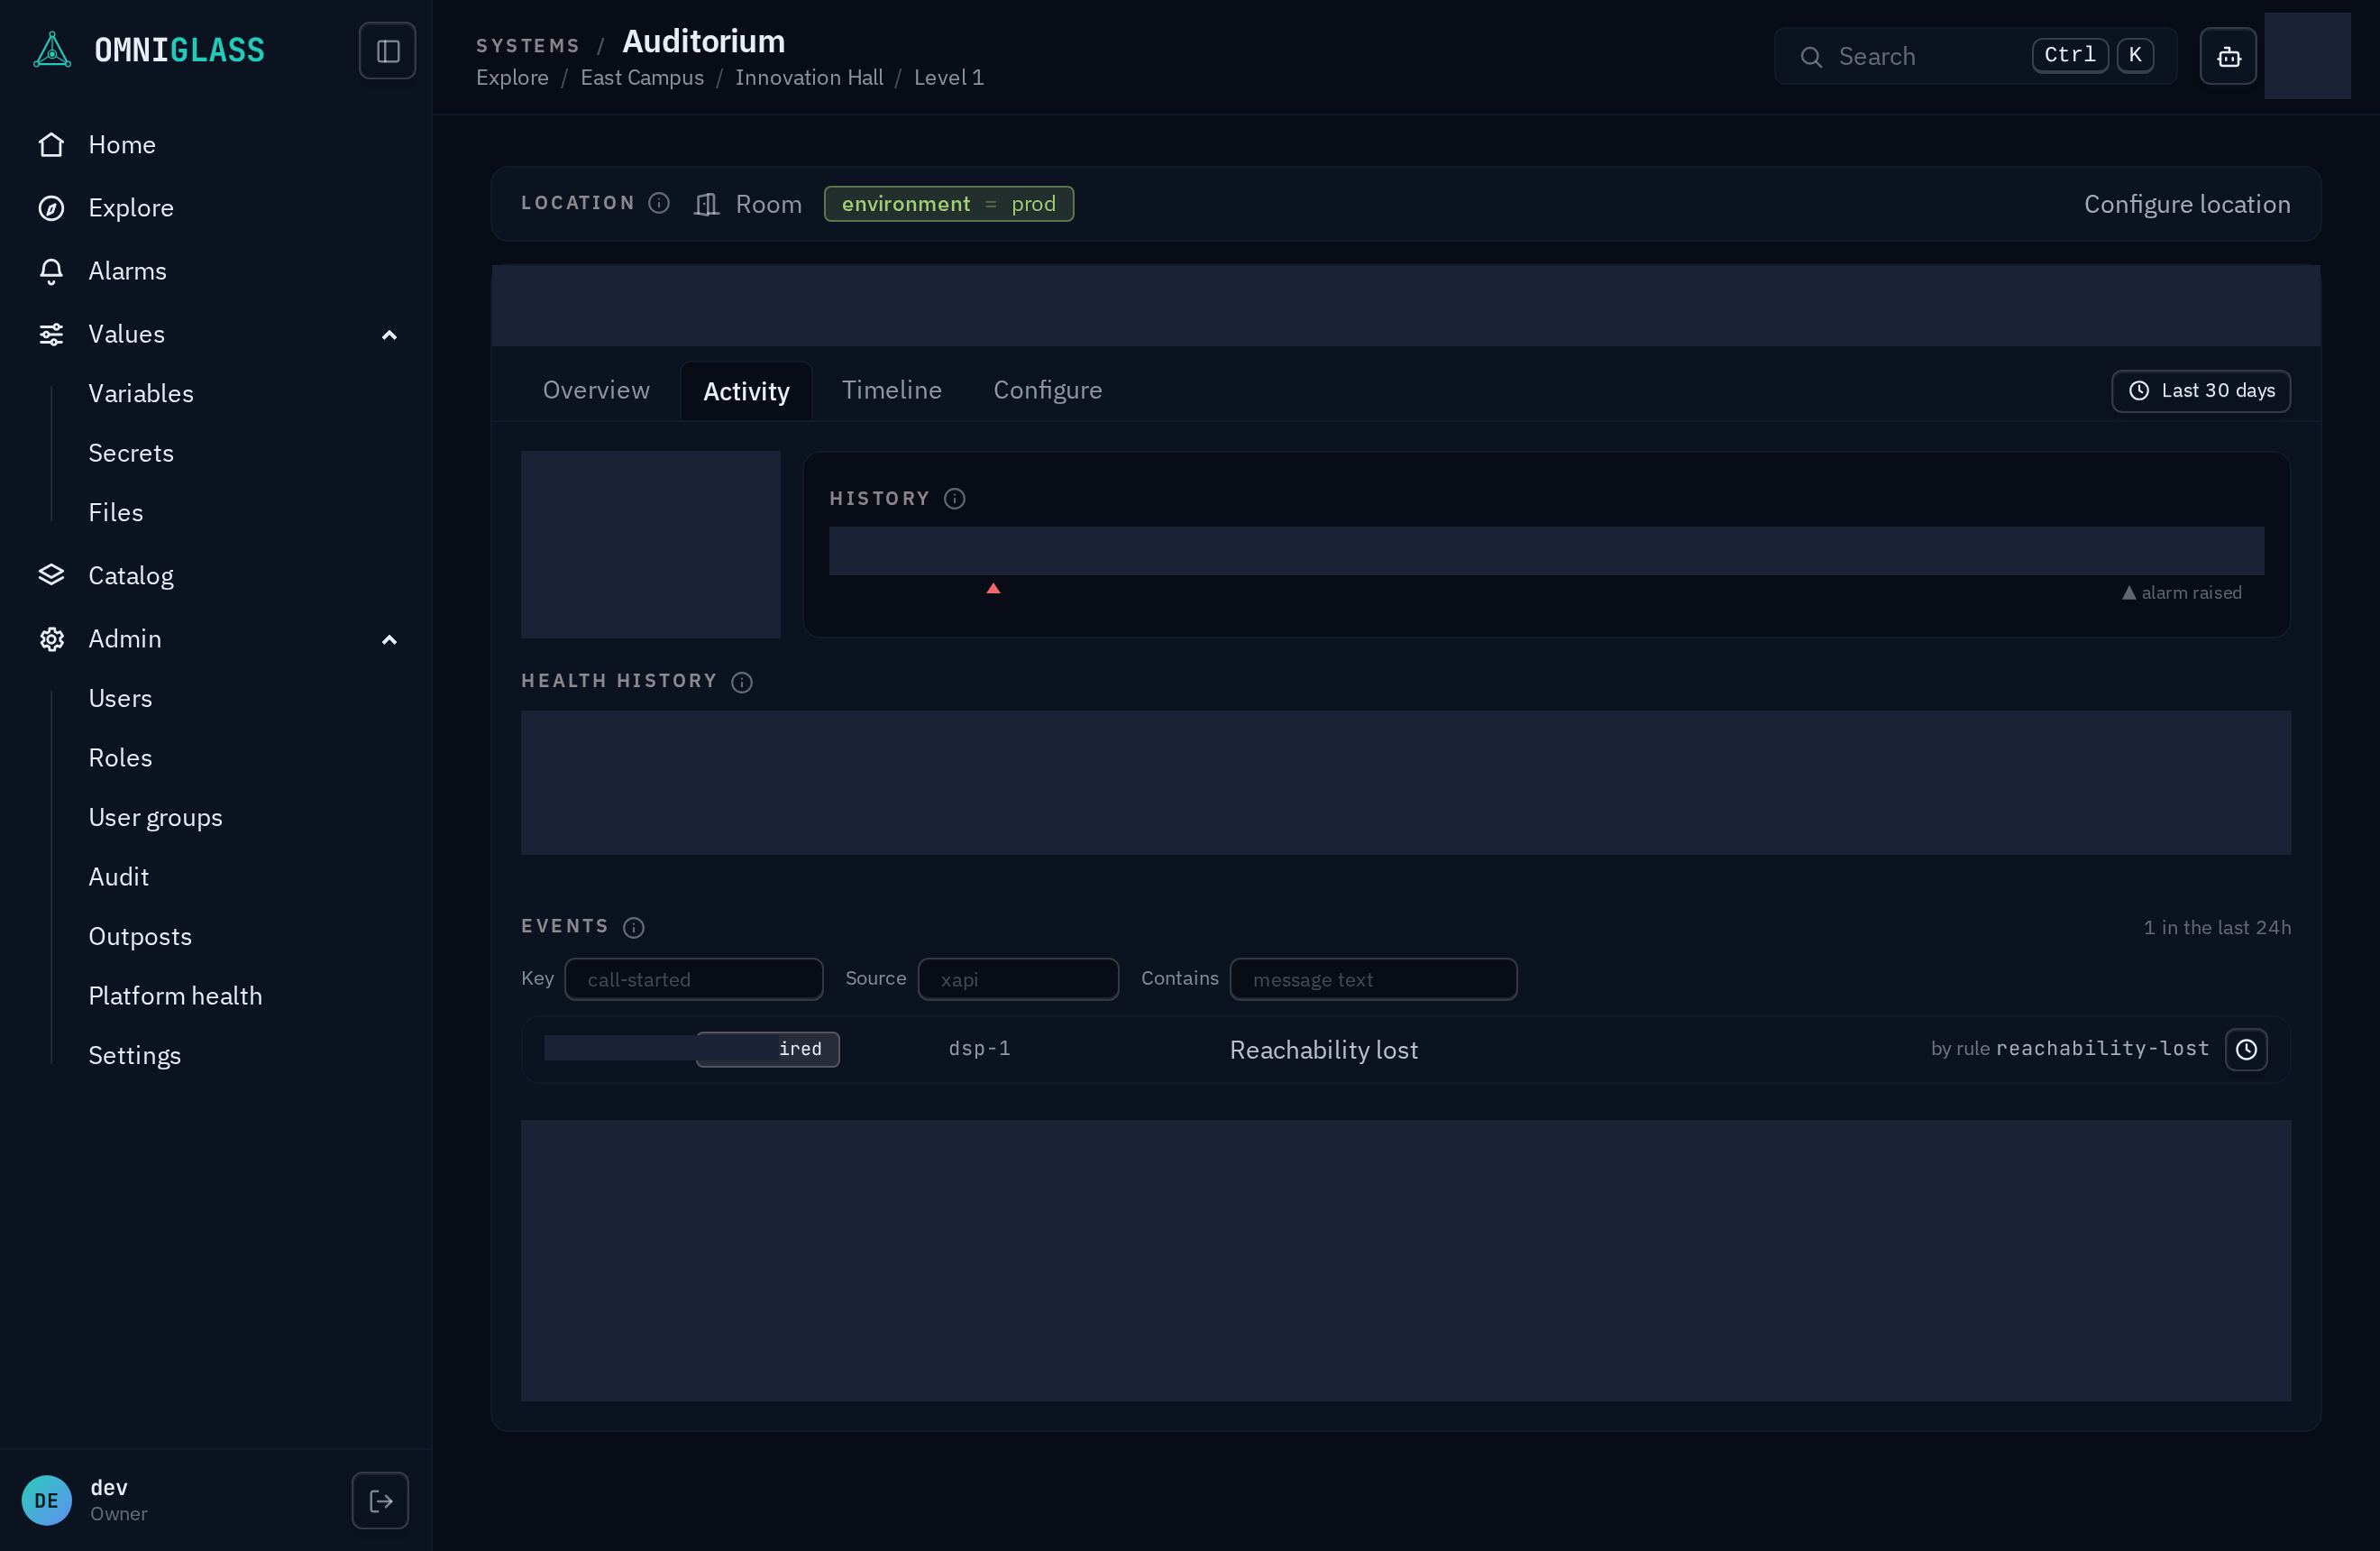 OMNIGLASS
SYSTEMS / Auditorium
Explore / East Campus / Innovation Hall / Level 1
Search Ctrl K
Home
Explore
Alarms
Values
Variables
Secrets
Files
Catalog
Admin
Users
Roles
User groups
Audit
Outposts
Platform health
Settings
DE dev
Owner
LOCATION Room environment = prod Configure location
Overview Activity Timeline Configure Last 30 days
HISTORY
alarm raised
HEALTH HISTORY
EVENTS 1 in the last 24h
Key call-started Source xapi Contains message text
dsp-1 Reachability lost by rule reachability-lost